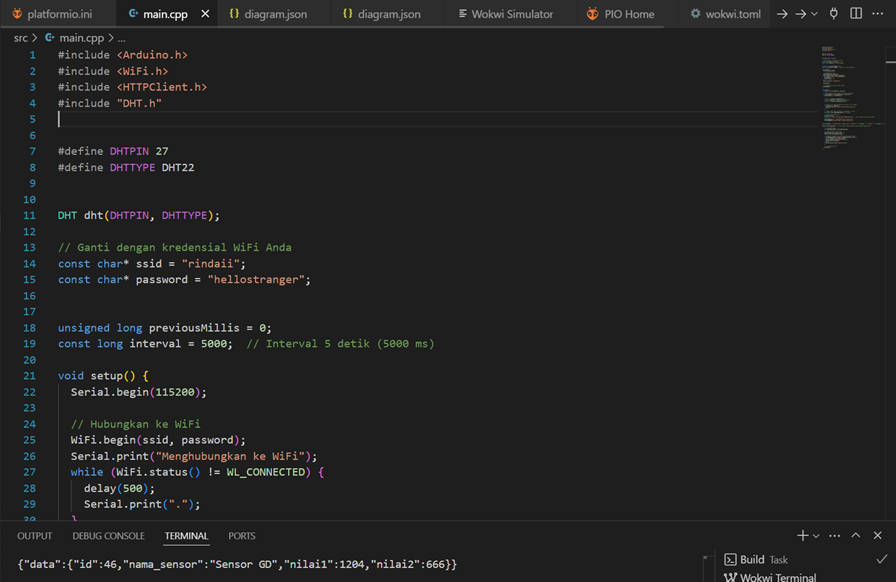 platformio.ini main.cpp diagram.json diagram.json Wokwi Simulator PIO Home wokwi.toml
src > main.cpp > ...
1 #include <Arduino.h>
2 #include <WiFi.h>
3 #include <HTTPClient.h>
4 #include "DHT.h"
5
6
7 #define DHTPIN 27
8 #define DHTTYPE DHT22
9
10
11 DHT dht(DHTPIN, DHTTYPE);
12
13 // Ganti dengan kredensial WiFi Anda
14 const char* ssid = "rindaii";
15 const char* password = "hellostranger";
16
17
18 unsigned long previousMillis = 0;
19 const long interval = 5000;  // Interval 5 detik (5000 ms)
20
21 void setup() {
22 Serial.begin(115200);
23
24 // Hubungkan ke WiFi
25 WiFi.begin(ssid, password);
26 Serial.print("Menghubungkan ke WiFi");
27 while (WiFi.status() != WL_CONNECTED) {
28 delay(500);
29 Serial.print(".");
30 }
OUTPUT DEBUG CONSOLE TERMINAL PORTS
{"data":{"id":46,"nama_sensor":"Sensor GD","nilai1":1204,"nilai2":666}}
Build Task
Wokwi Terminal